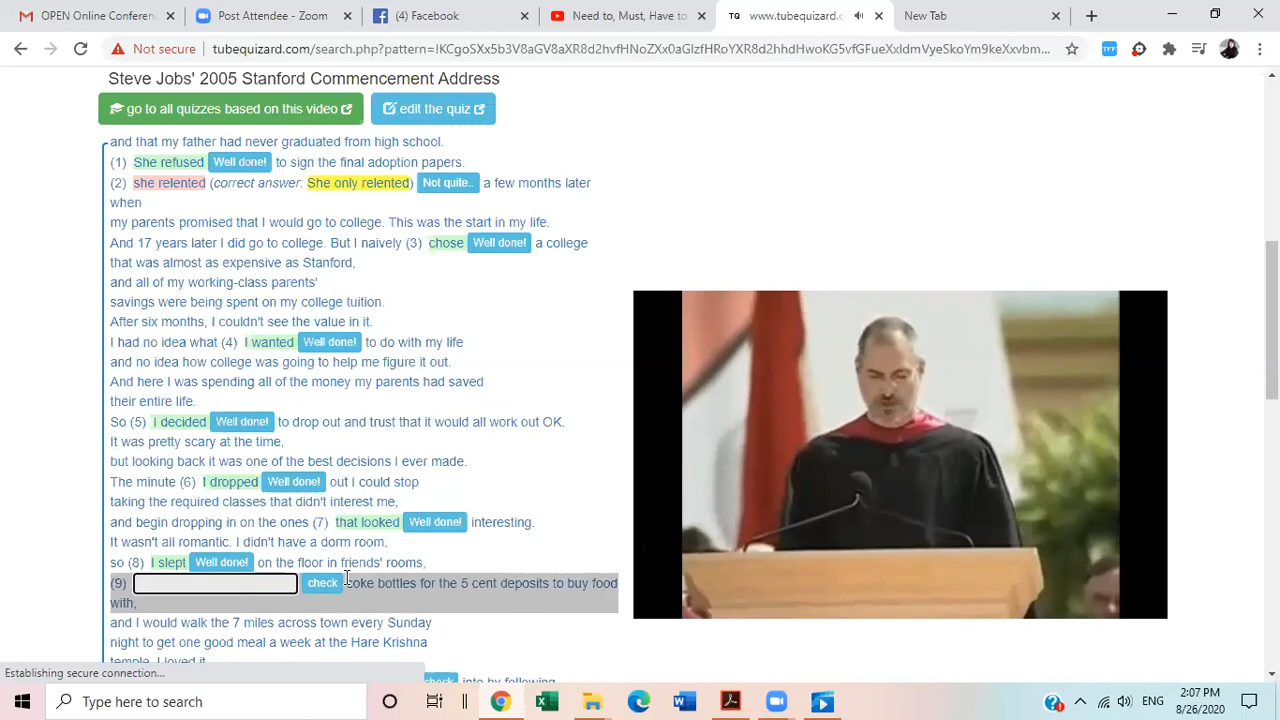 OPEN Online Conferen
Post Attendee - Zoom
(4) Facebook
Need to, Must, Have to
TQ www.tubequizard.com
New Tab
Not secure tubequizard.com/search.php?pattern=!KCgoSXx5b3V8aGV8aXR8d2hvfHNoZXx0aGlzfHRoYXR8d2hhdHwoKG5vfGFueXxldmVyeSkoYm9keXxvbm...
Steve Jobs' 2005 Stanford Commencement Address
go to all quizzes based on this video
edit the quiz
and that my father had never graduated from high school.
(1) She refused Well done! to sign the final adoption papers.
(2) she relented (correct answer: She only relented) Not quite.. a few months later
when
my parents promised that I would go to college. This was the start in my life.
And 17 years later I did go to college. But I naively (3) chose Well done! a college
that was almost as expensive as Stanford,
and all of my working-class parents'
savings were being spent on my college tuition.
After six months, I couldn't see the value in it.
I had no idea what (4) I wanted Well done! to do with my life
and no idea how college was going to help me figure it out.
And here I was spending all of the money my parents had saved
their entire life.
So (5) I decided Well done! to drop out and trust that it would all work out OK.
It was pretty scary at the time,
but looking back it was one of the best decisions I ever made.
The minute (6) I dropped Well done! out I could stop
taking the required classes that didn't interest me,
and begin dropping in on the ones (7) that looked Well done! interesting.
It wasn't all romantic. I didn't have a dorm room,
so (8) I slept Well done! on the floor in friends' rooms,
(9) check coke bottles for the 5 cent deposits to buy food
with,
and I would walk the 7 miles across town every Sunday
night to get one good meal a week at the Hare Krishna
temple. I loved it.
check into by following
Establishing secure connection...
Type here to search
ENG
2:07 PM
8/26/2020